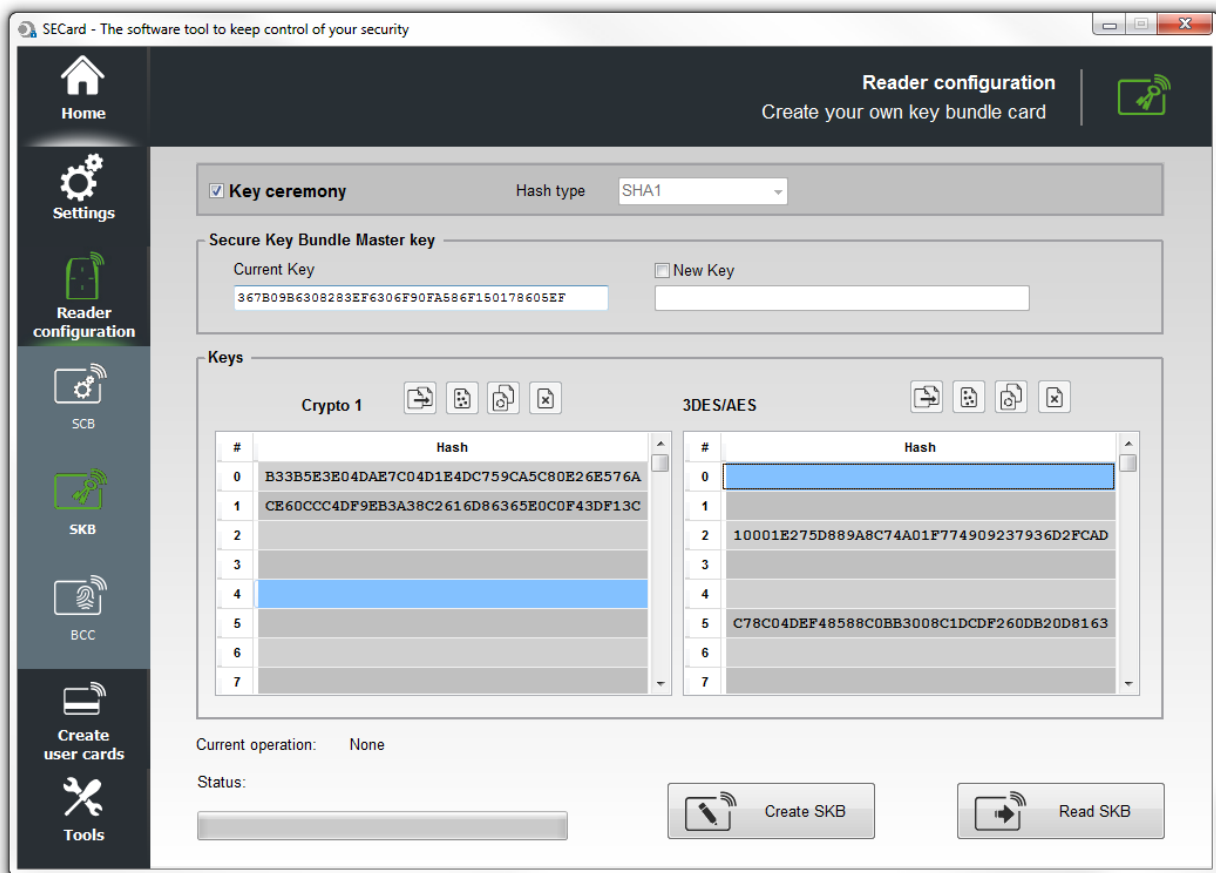 SECard - The software tool to keep control of your security
Home
Reader configuration
Create your own key bundle card
Settings
Key ceremony
Hash type
SHA1
Secure Key Bundle Master key
Current Key
New Key
367B09B6308283EF6306F90FA586F150178605EF
Reader
configuration
Keys
SCB
Crypto 1
3DES/AES
# Hash
# Hash
0 B33B5E3E04DAE7C04D1E4DC759CA5C80E26E576A
0
1 CE60CCC4DF9EB3A38C2616D86365E0C0F43DF13C
1
2
2 10001E275D889A8C74A01F774909237936D2FCAD
SKB
3
3
4
4
BCC
5
5 C78C04DEF48588C0BB3008C1DCDF260DB20D8163
6
6
7
7
Create
user cards
Current operation: None
Status:
Create SKB
Read SKB
Tools